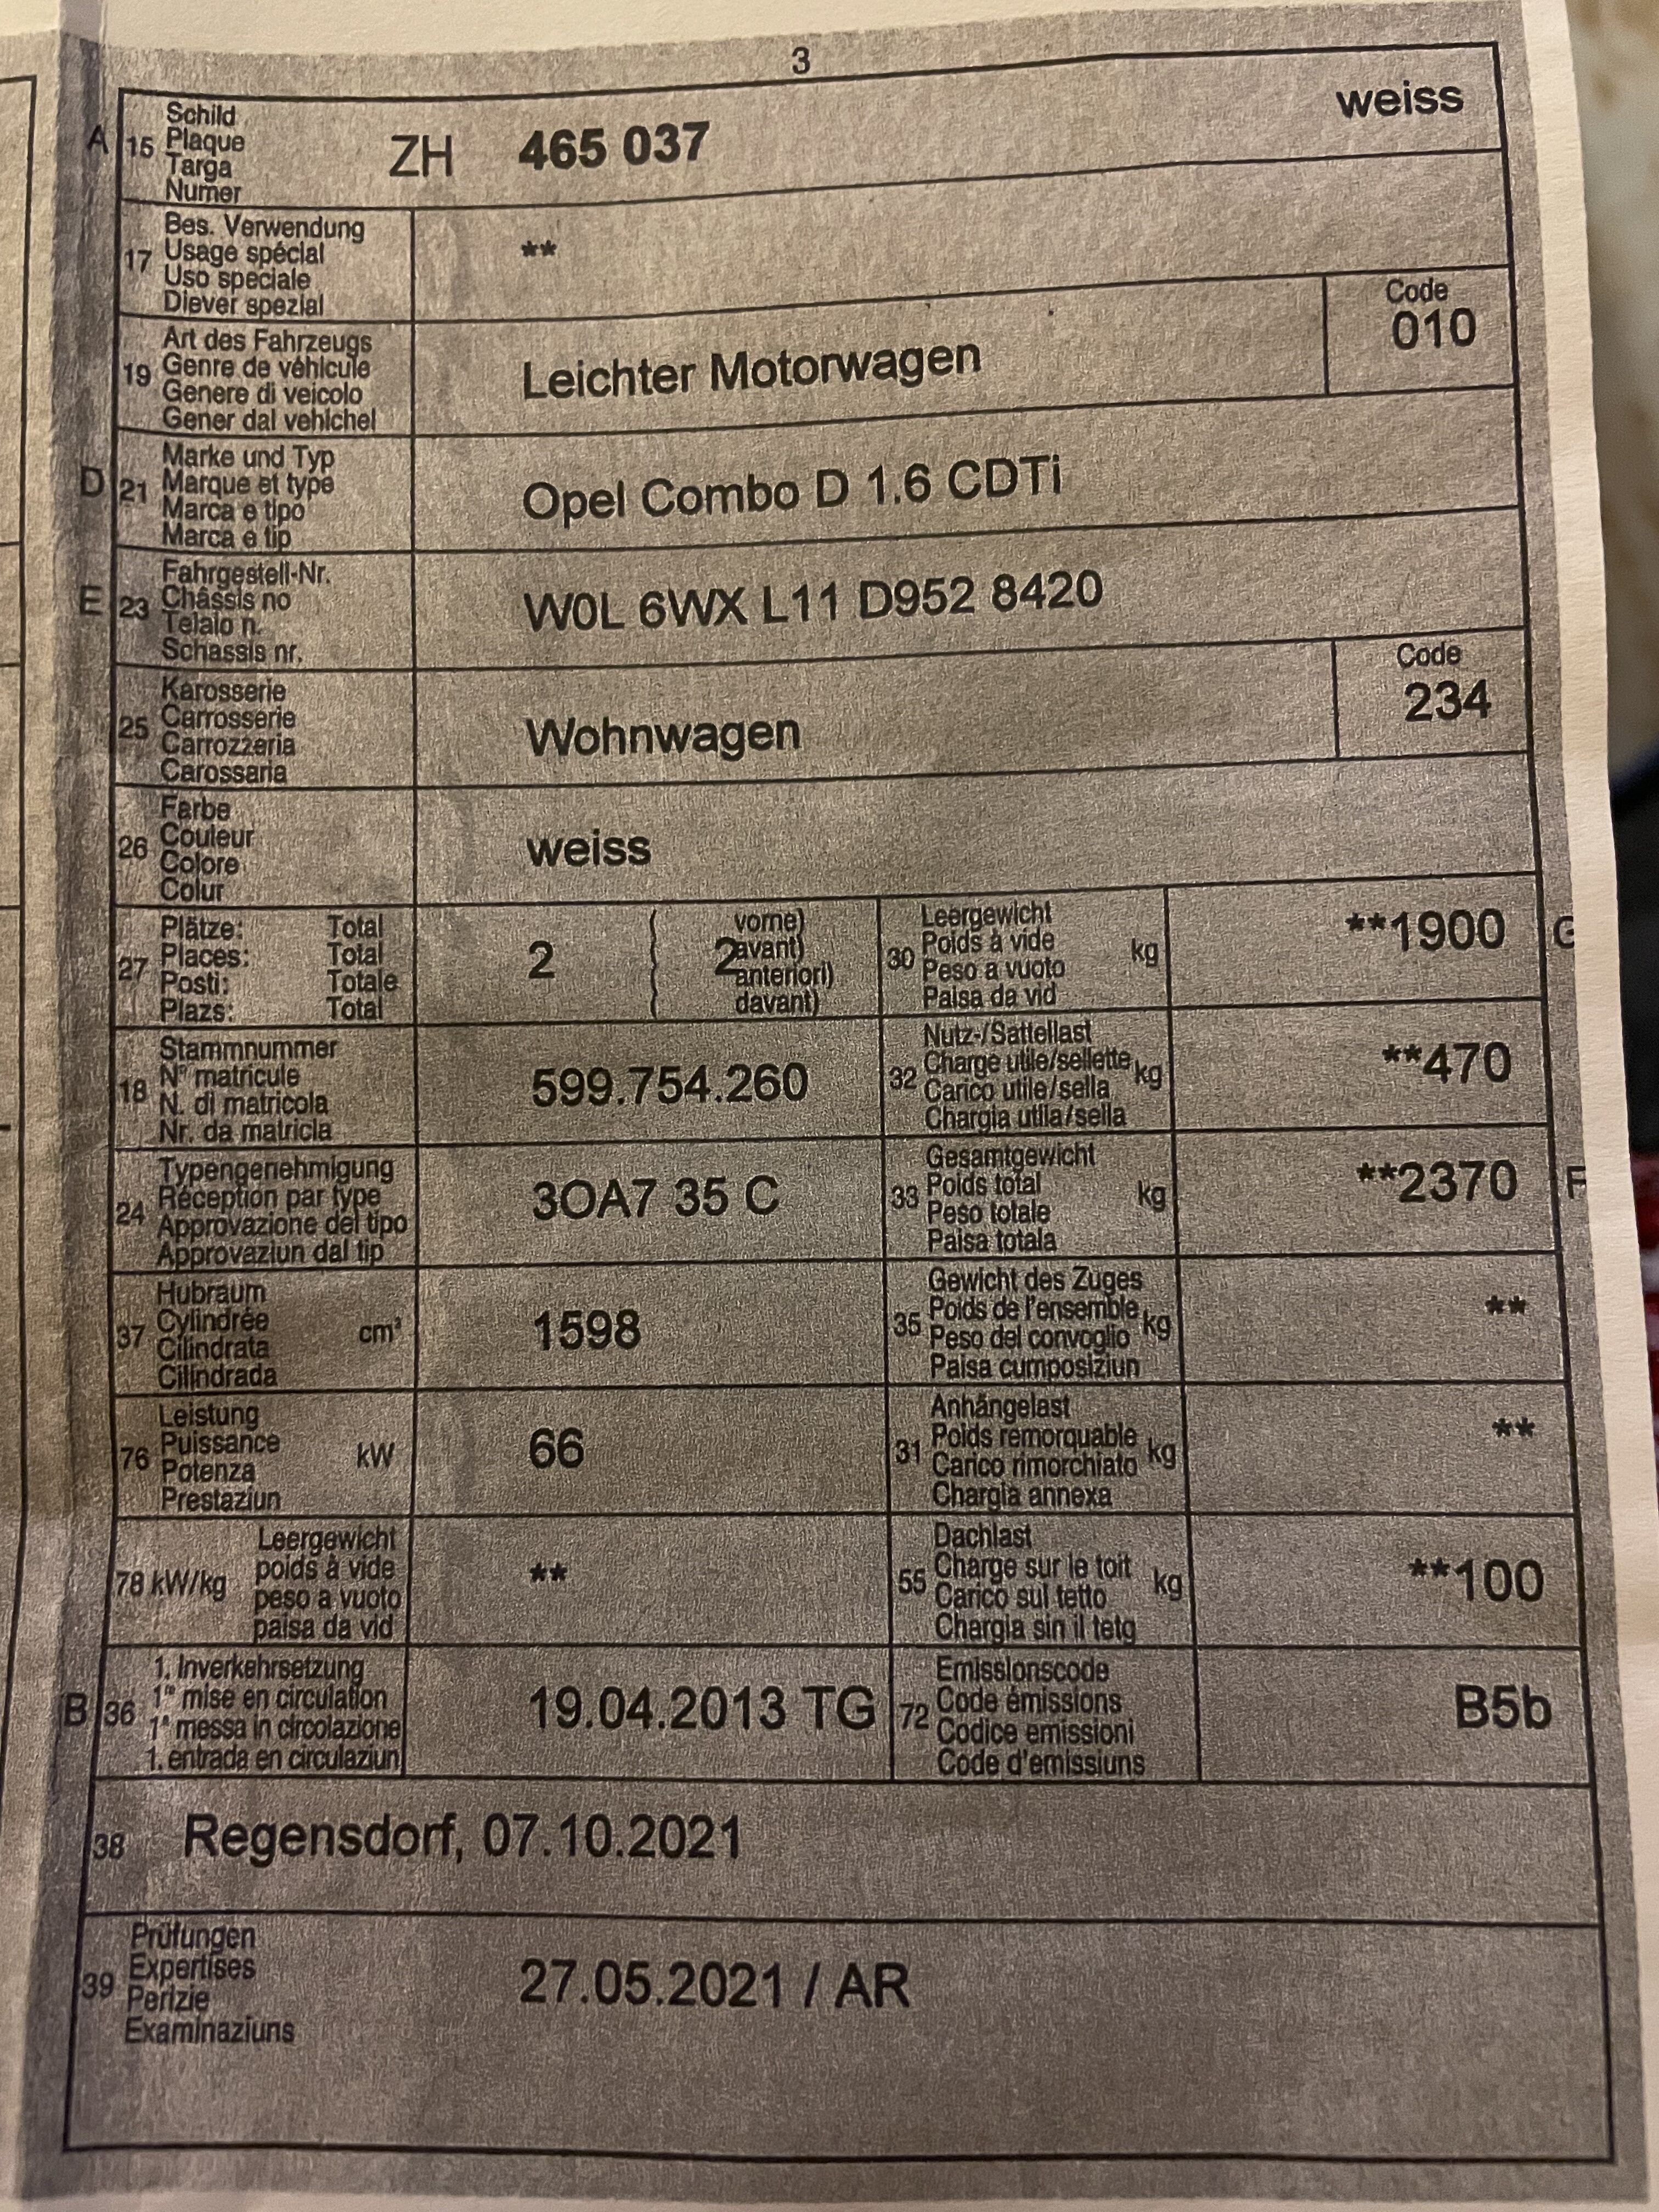 3
A 15 Schild
Plaque
Targa
Numer
ZH 465 037 weiss
17 Bes. Verwendung
Usage spécial
Uso speciale
Diever spezial
**
19 Art des Fahrzeugs
Genre de véhicule
Genere di veicolo
Gener dal vehichel
Leichter Motorwagen
Code
010
D 21 Marke und Typ
Marque et type
Marca e tipo
Marca e tip
Opel Combo D 1.6 CDTi
E 23 Fahrgestell-Nr.
Châssis no
Telaio n.
Schassis nr.
W0L 6WX L11 D952 8420
25 Karosserie
Carrosserie
Carrozzeria
Carossaria
Wohnwagen
Code
234
26 Farbe
Couleur
Colore
Colur
weiss
27 Plätze: Total
Places: Total
Posti: Totale
Plazs: Total
2 ( 2 vorne)
avant)
anteriori)
davant)
30 Leergewicht
Poids à vide
Peso a vuoto
Paisa da vid
kg **1900 G
18 Stammnummer
N° matricule
N. di matricola
Nr. da matricla
599.754.260
32 Nutz-/Sattellast
Charge utile/sellette
Carico utile/sella
Chargia utila/sella
kg **470
24 Typengenehmigung
Réception par type
Approvazione del tipo
Approvaziun dal tip
3OA7 35 C
33 Gesamtgewicht
Poids total
Peso totale
Paisa totala
kg **2370 F
37 Hubraum
Cylindrée
Cilindrata
Cilindrada
cm³ 1598
35 Gewicht des Zuges
Poids de l'ensemble
Peso del convoglio
Paisa cumposiziun
kg **
76 Leistung
Puissance
Potenza
Prestaziun
kW 66
31 Anhängelast
Poids remorquable
Carico rimorchiato
Chargia annexa
kg **
78 kW/kg Leergewicht
poids à vide
peso a vuoto
paisa da vid
**
55 Dachlast
Charge sur le toit
Carico sul tetto
Chargia sin il tetg
kg **100
B 36 1. Inverkehrsetzung
1re mise en circulation
1a messa in circolazione
1. entrada en circulaziun
19.04.2013 TG
72 Emissionscode
Code émissions
Codice emissioni
Code d'emissiuns
B5b
38 Regensdorf, 07.10.2021
39 Prüfungen
Expertises
Perizie
Examinaziuns
27.05.2021 / AR